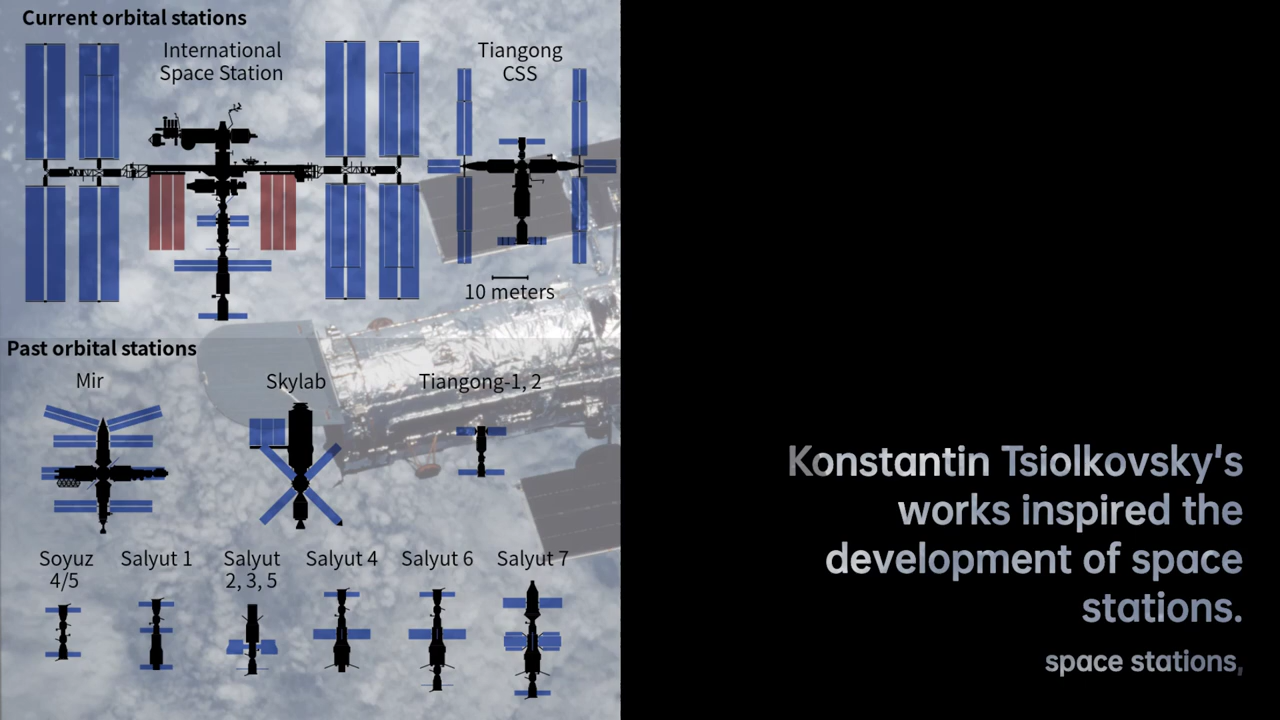 Current orbital stations
International
Space Station
Tiangong
CSS
10 meters
Past orbital stations
Mir
Skylab
Tiangong-1, 2
Soyuz
4/5
Salyut 1
Salyut
2, 3, 5
Salyut 4
Salyut 6
Salyut 7
Konstantin Tsiolkovsky's
works inspired the
development of space
stations.
space stations,